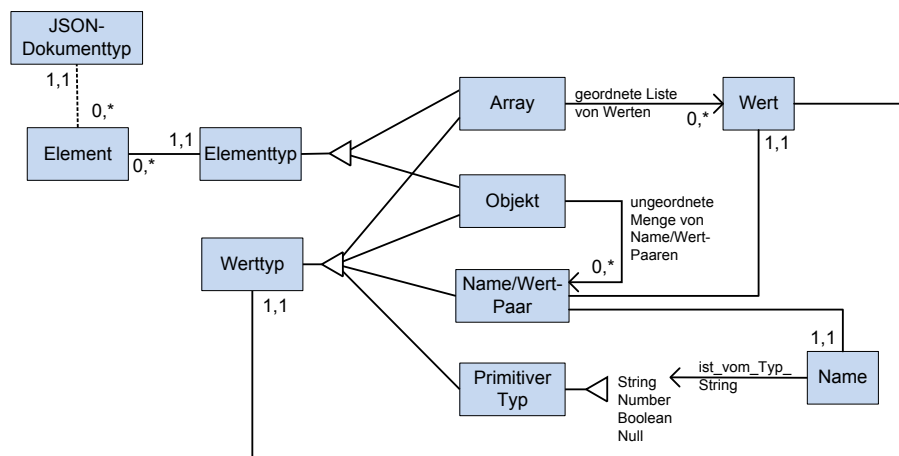 JSON-
Dokumenttyp
1,1
0,*
Element
0,*
1,1
Elementtyp
Array
geordnete Liste
von Werten
0,*
Wert
1,1
Objekt
ungeordnete
Menge von
Name/Wert-
Paaren
0,*
Werttyp
1,1
Name/Wert-
Paar
1,1
Primitiver
Typ
String
Number
Boolean
Null
ist_vom_Typ_
String
Name